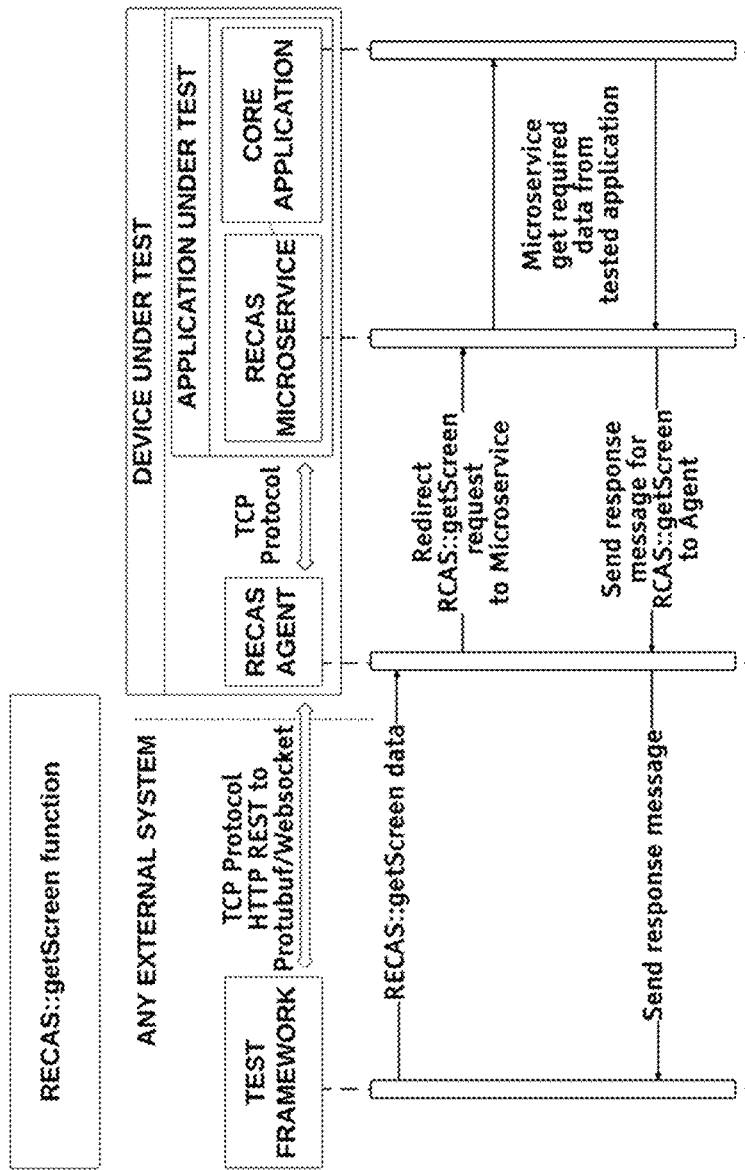 RECAS::getScreen function
ANY EXTERNAL SYSTEM
DEVICE UNDER TEST
APPLICATION UNDER TEST
TEST
FRAMEWORK
TCP Protocol
HTTP REST to
Protubuf/Websocket
RECAS
AGENT
TCP
Protocol
RECAS
MICROSERVICE
CORE
APPLICATION
RECAS::getScreen data
Redirect
RCAS::getScreen
request
to Microservice
Microservice
get required
data from
tested application
Send response
message for
RCAS::getScreen
to Agent
Send response message